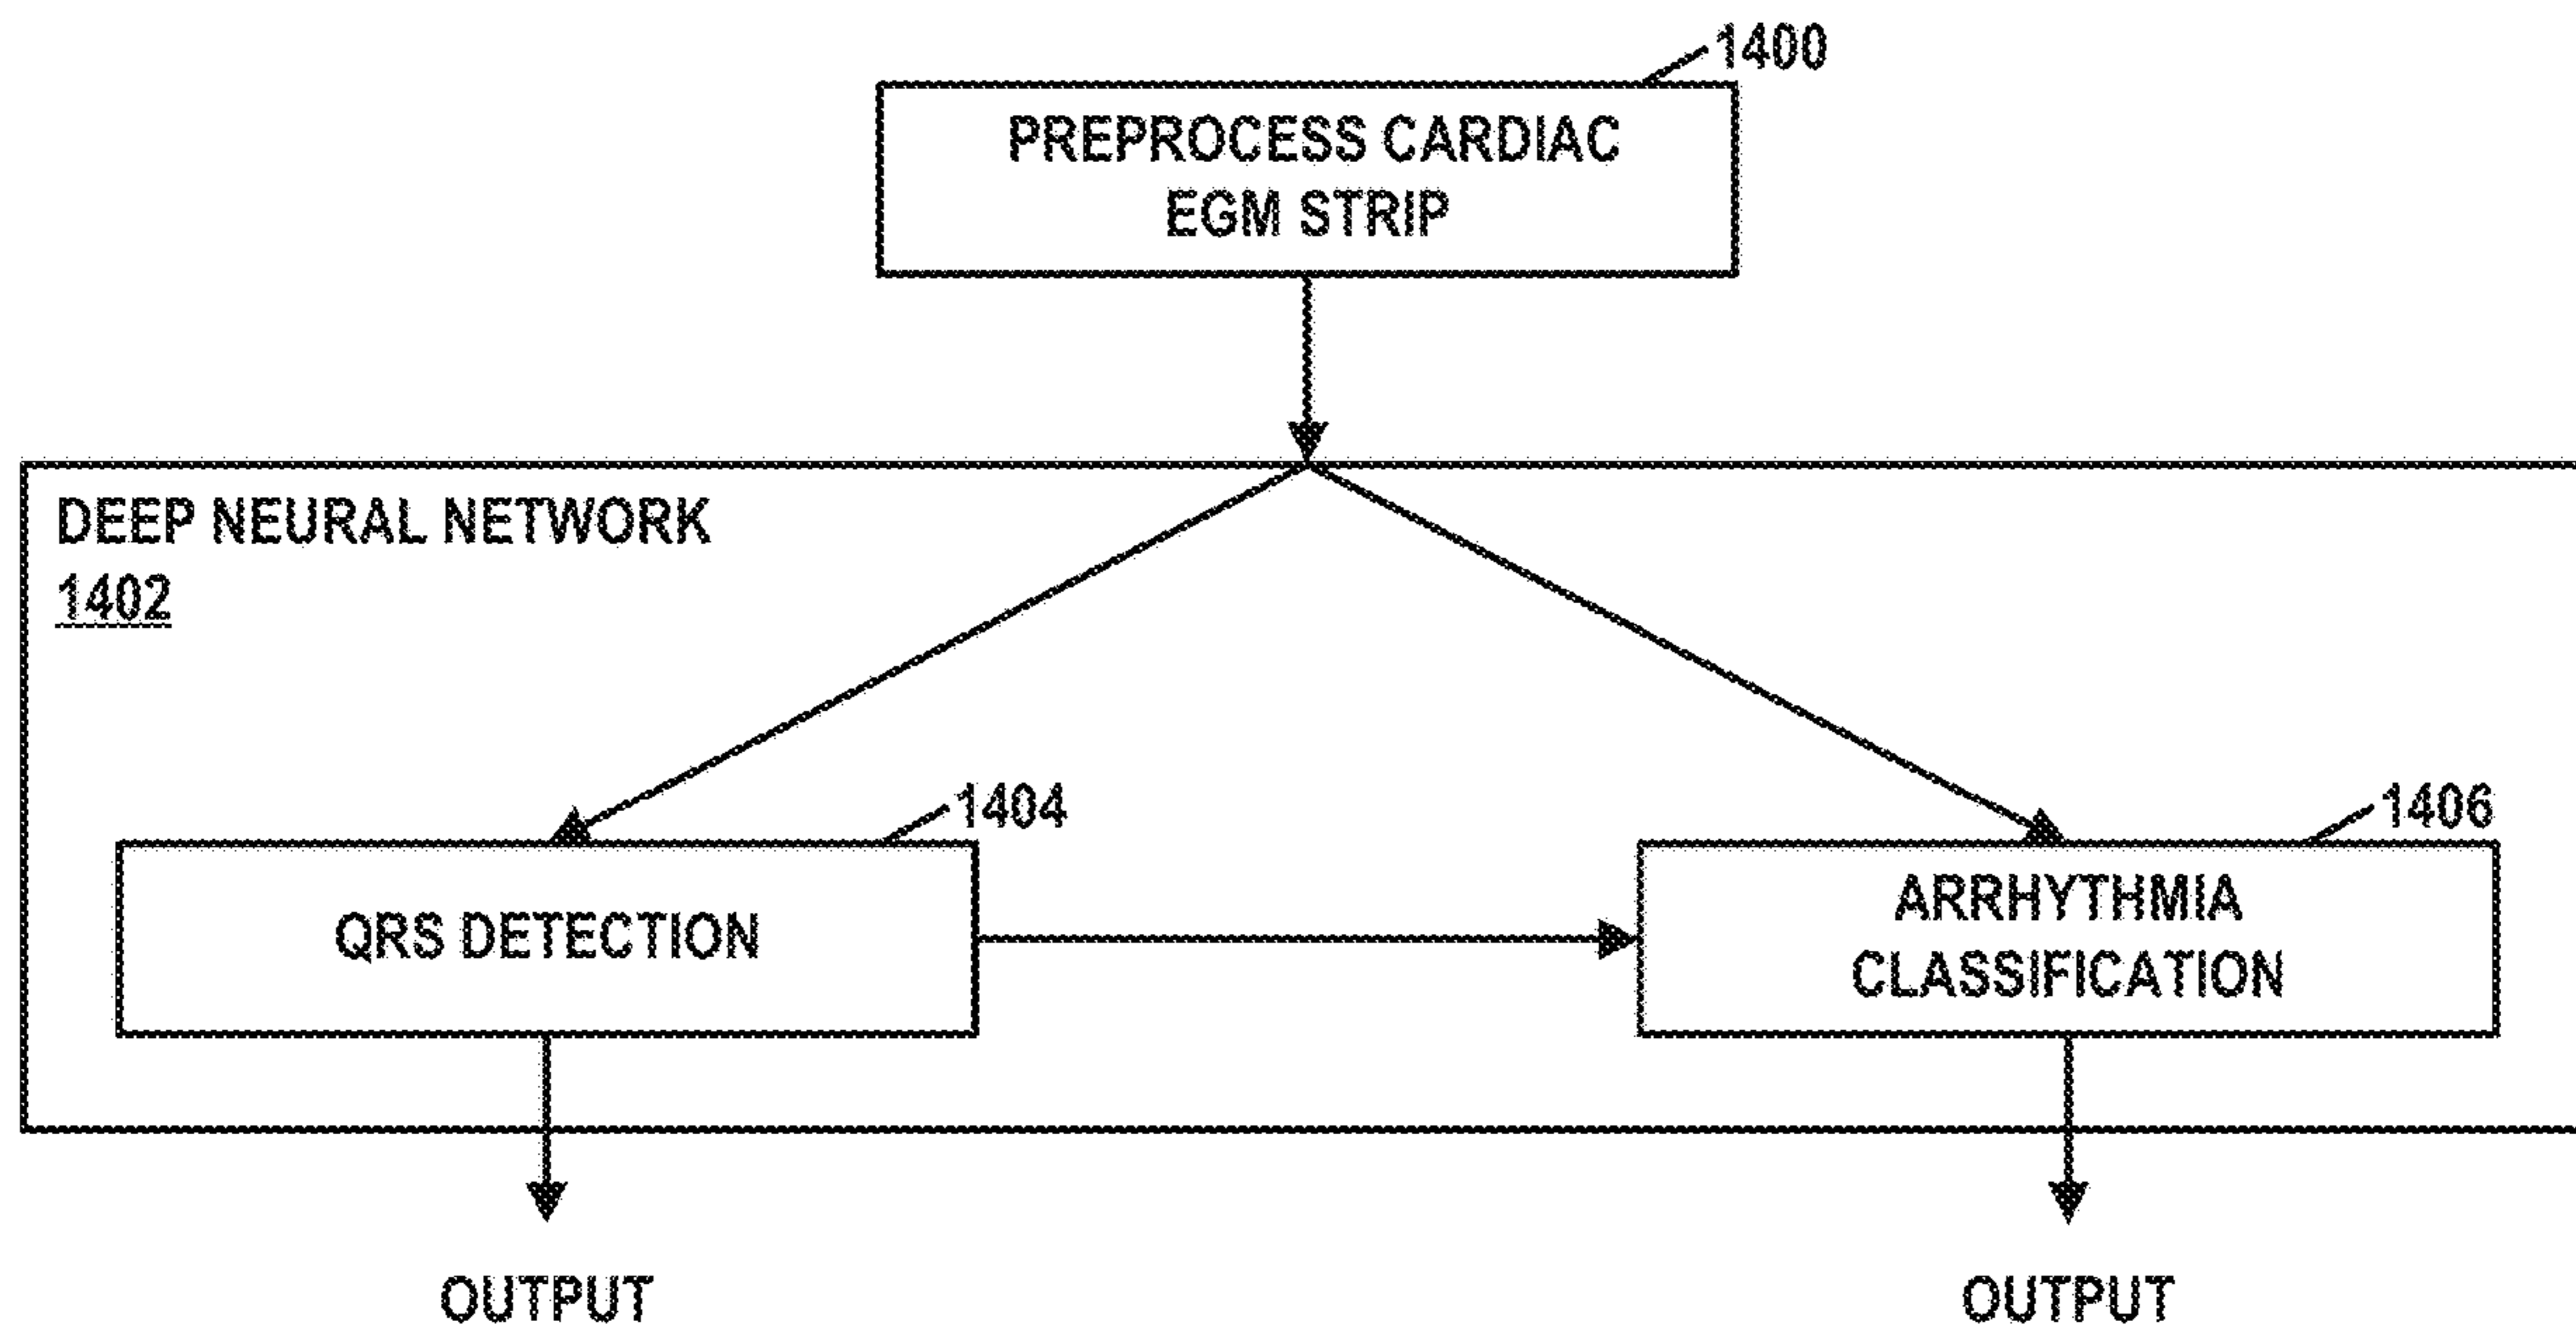 1400
PREPROCESS CARDIAC
EGM STRIP
DEEP NEURAL NETWORK
1402
1404
1406
QRS DETECTION
ARRHYTHMIA
CLASSIFICATION
OUTPUT
OUTPUT